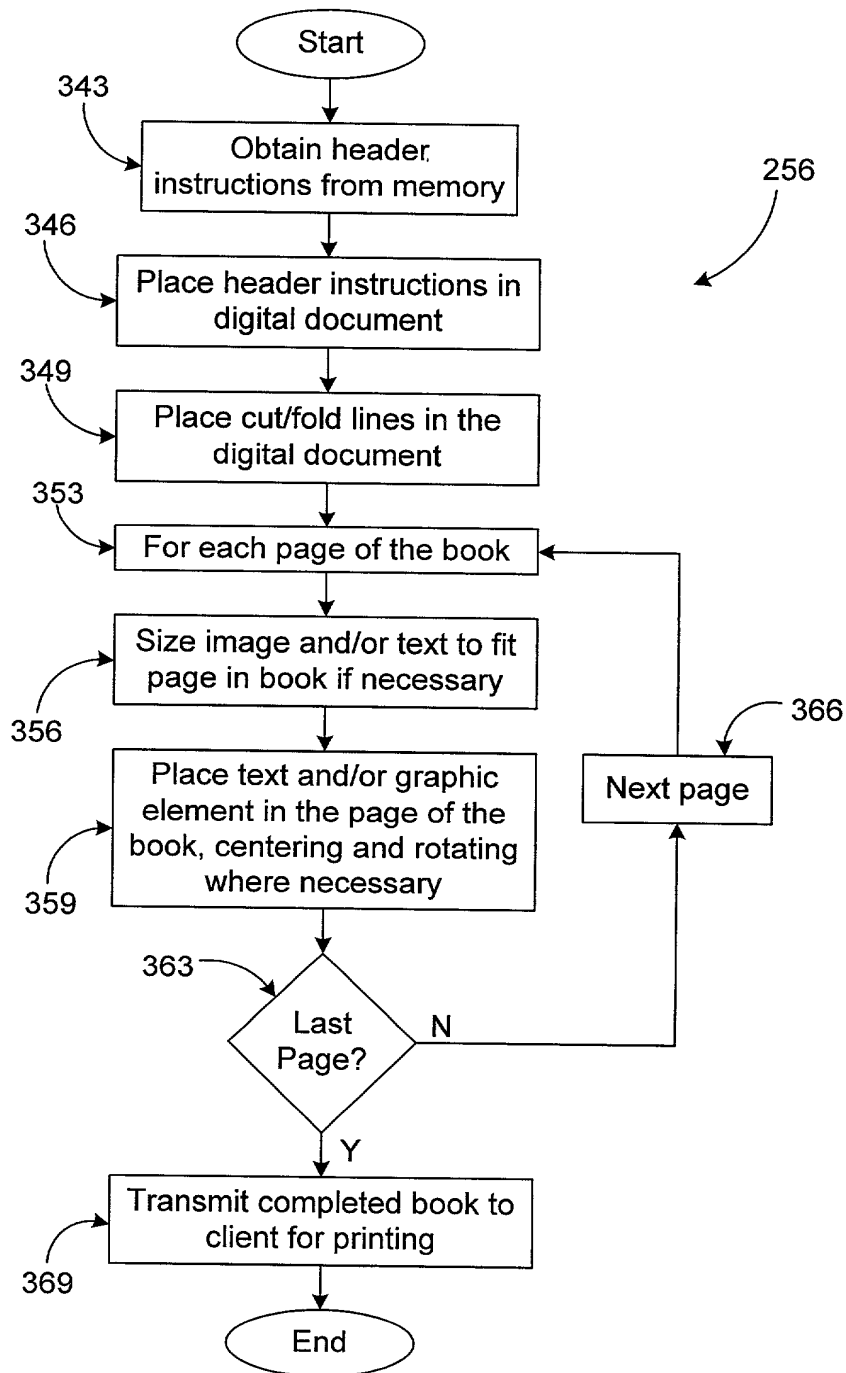 Start
343
Obtain header
instructions from memory
256
346
Place header instructions in
digital document
349
Place cut/fold lines in the
digital document
353
For each page of the book
Size image and/or text to fit
page in book if necessary
356
366
Next page
Place text and/or graphic
element in the page of the
book, centering and rotating
where necessary
359
363
Last
Page?
N
Y
Transmit completed book to
client for printing
369
End